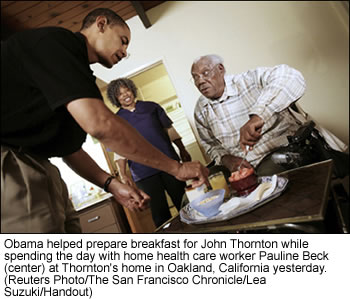 Obama helped prepare breakfast for John Thornton while
spending the day with home health care worker Pauline Beck
(center) at Thornton's home in Oakland, California yesterday.
(Reuters Photo/The San Francisco Chronicle/Lea
Suzuki/Handout)